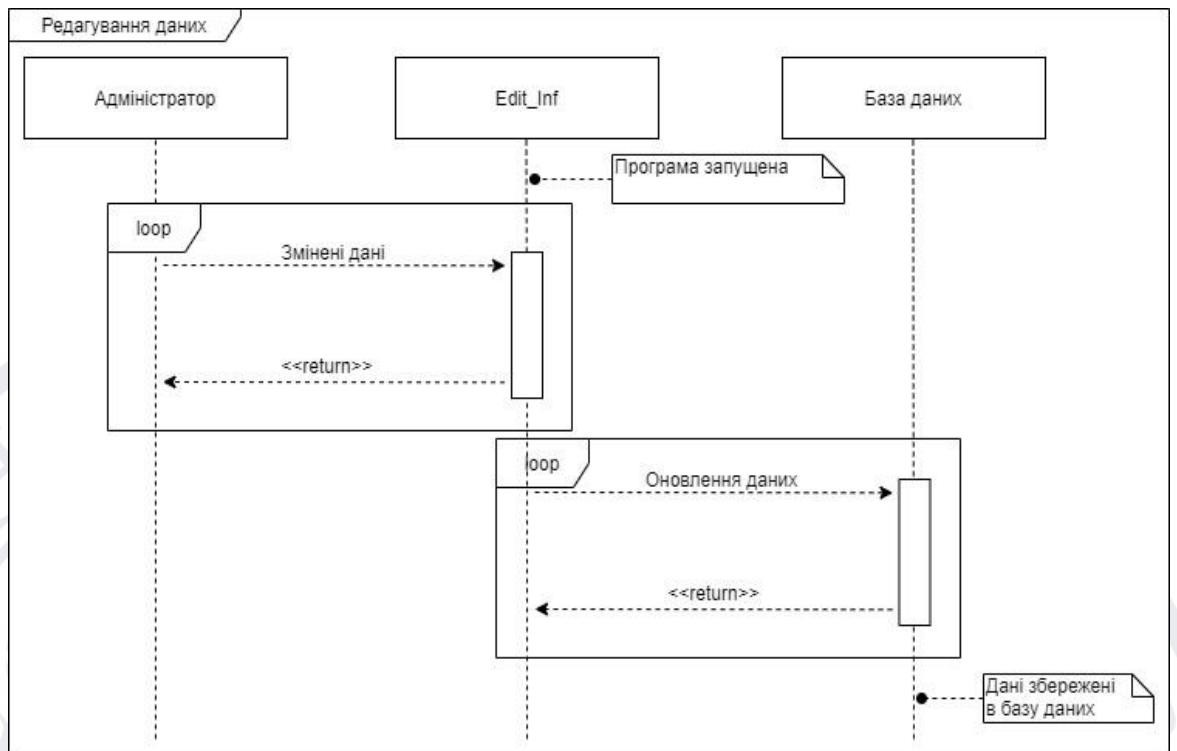 Редагування даних
Адміністратор
Edit_Inf
База даних
Програма запущена
loop
Змінені дані
<<return>>
loop
Оновлення даних
<<return>>
Дані збережені
в базу даних